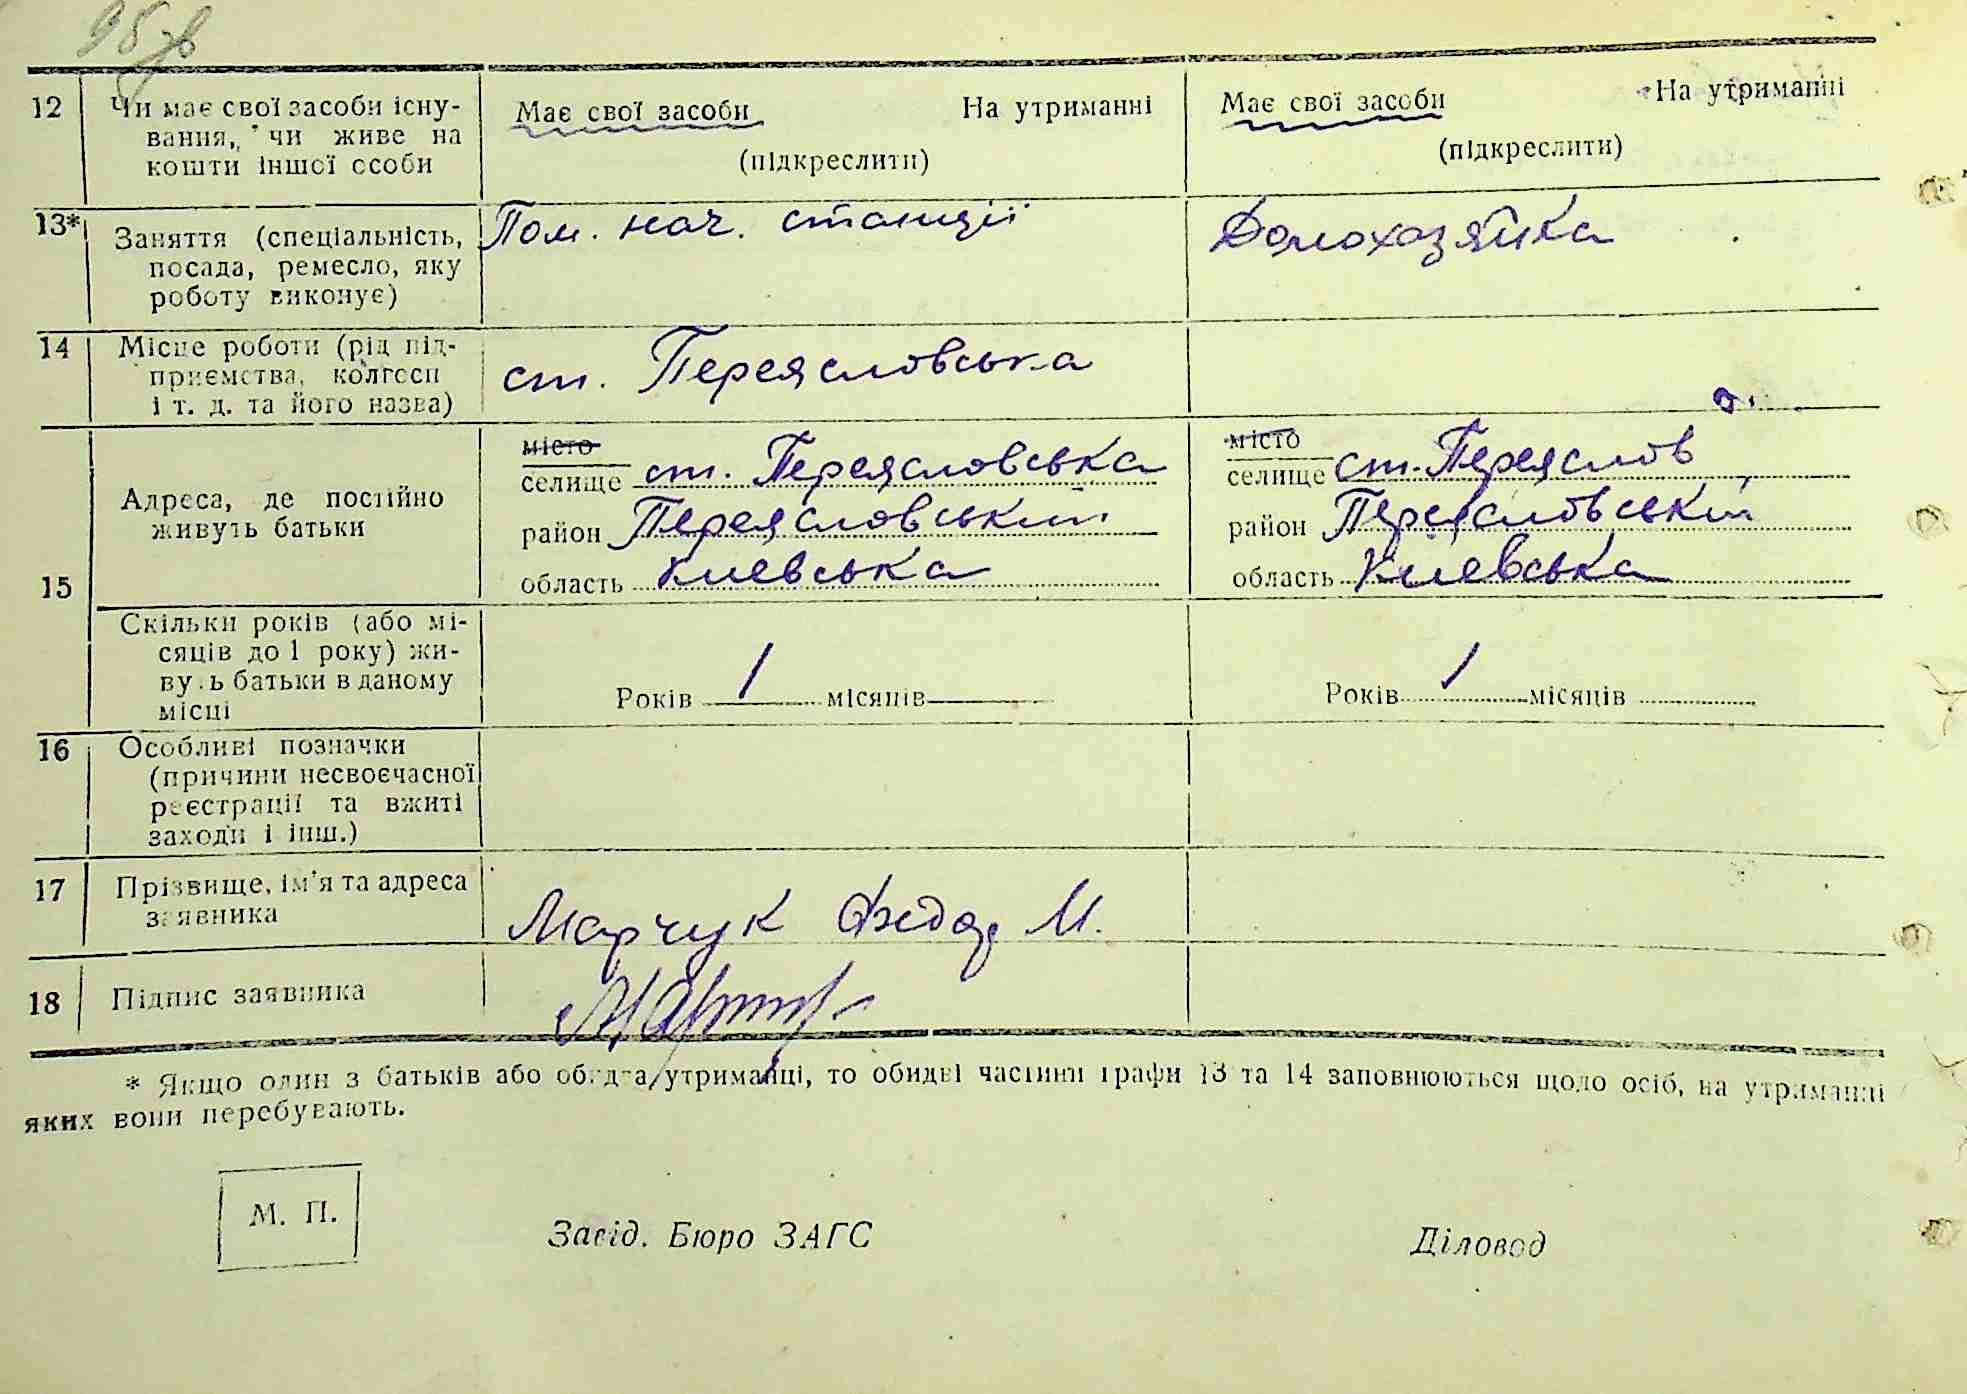 95 зв
12 Чи має свої засоби існу- Має свої засоби На утриманні Має свої засоби На утриманні
вання, чи живе на
кошти іншої особи (підкреслити) (підкреслити)
13* Заняття (спеціальність, Пом. нач. станції Домохазяйка
посада, ремесло, яку
роботу виконує)
14 Місце роботи (рід під-
приємства, колгосп ст. Переясловська
і т. д. та його назва)
місто місто
селище ст. Переясловська селище ст. Переяслов
Адреса, де постійно
живуть батьки район Переясловський район Переясловський
15 область Киевська область Киевська
Скільки років (або мі-
сяців до 1 року) жи-
вуть батьки в даному Років 1 місяців Років 1 місяців
місці
16 Особливі позначки
(причини несвоєчасної
реєстрації та вжиті
заходи і інш.)
17 Прізвище, ім'я та адреса
заявника Марчук Федор М.
18 Підпис заявника
* Якщо один з батьків або обидва утриманці, то обидві частини графи 13 та 14 заповнюються щодо осіб, на утриманні
яких вони перебувають.
М. П.
Завід. Бюро ЗАГС Діловод